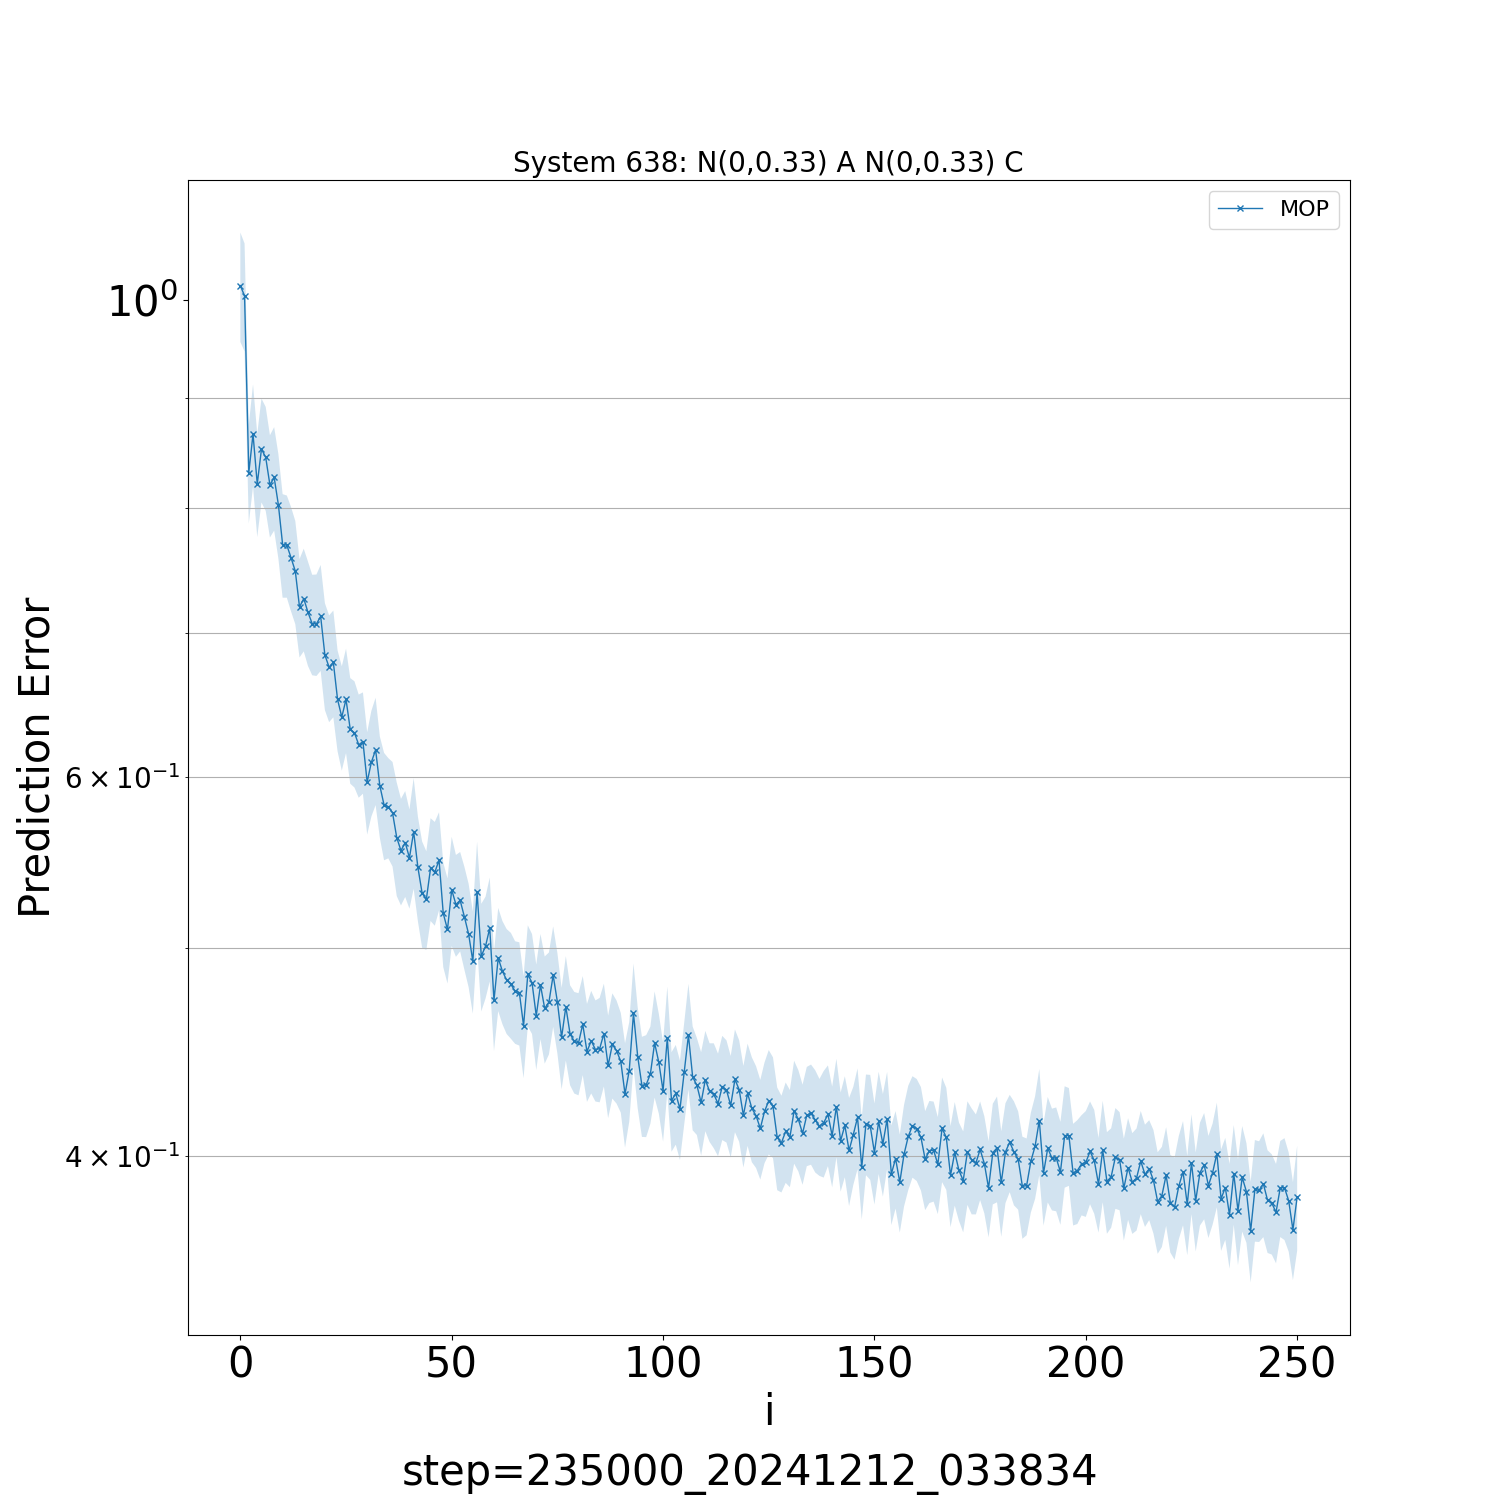 System 638: N(0,0.33) A N(0,0.33) C
MOP
10⁰
6 × 10⁻¹
4 × 10⁻¹
Prediction Error
0 50 100 150 200 250
i
step=235000_20241212_033834